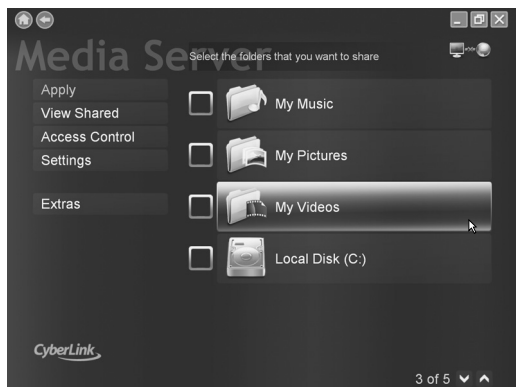 Media Server
Select the folders that you want to share
Apply
View Shared
Access Control
Settings
Extras
My Music
My Pictures
My Videos
Local Disk (C:)
CyberLink
3 of 5